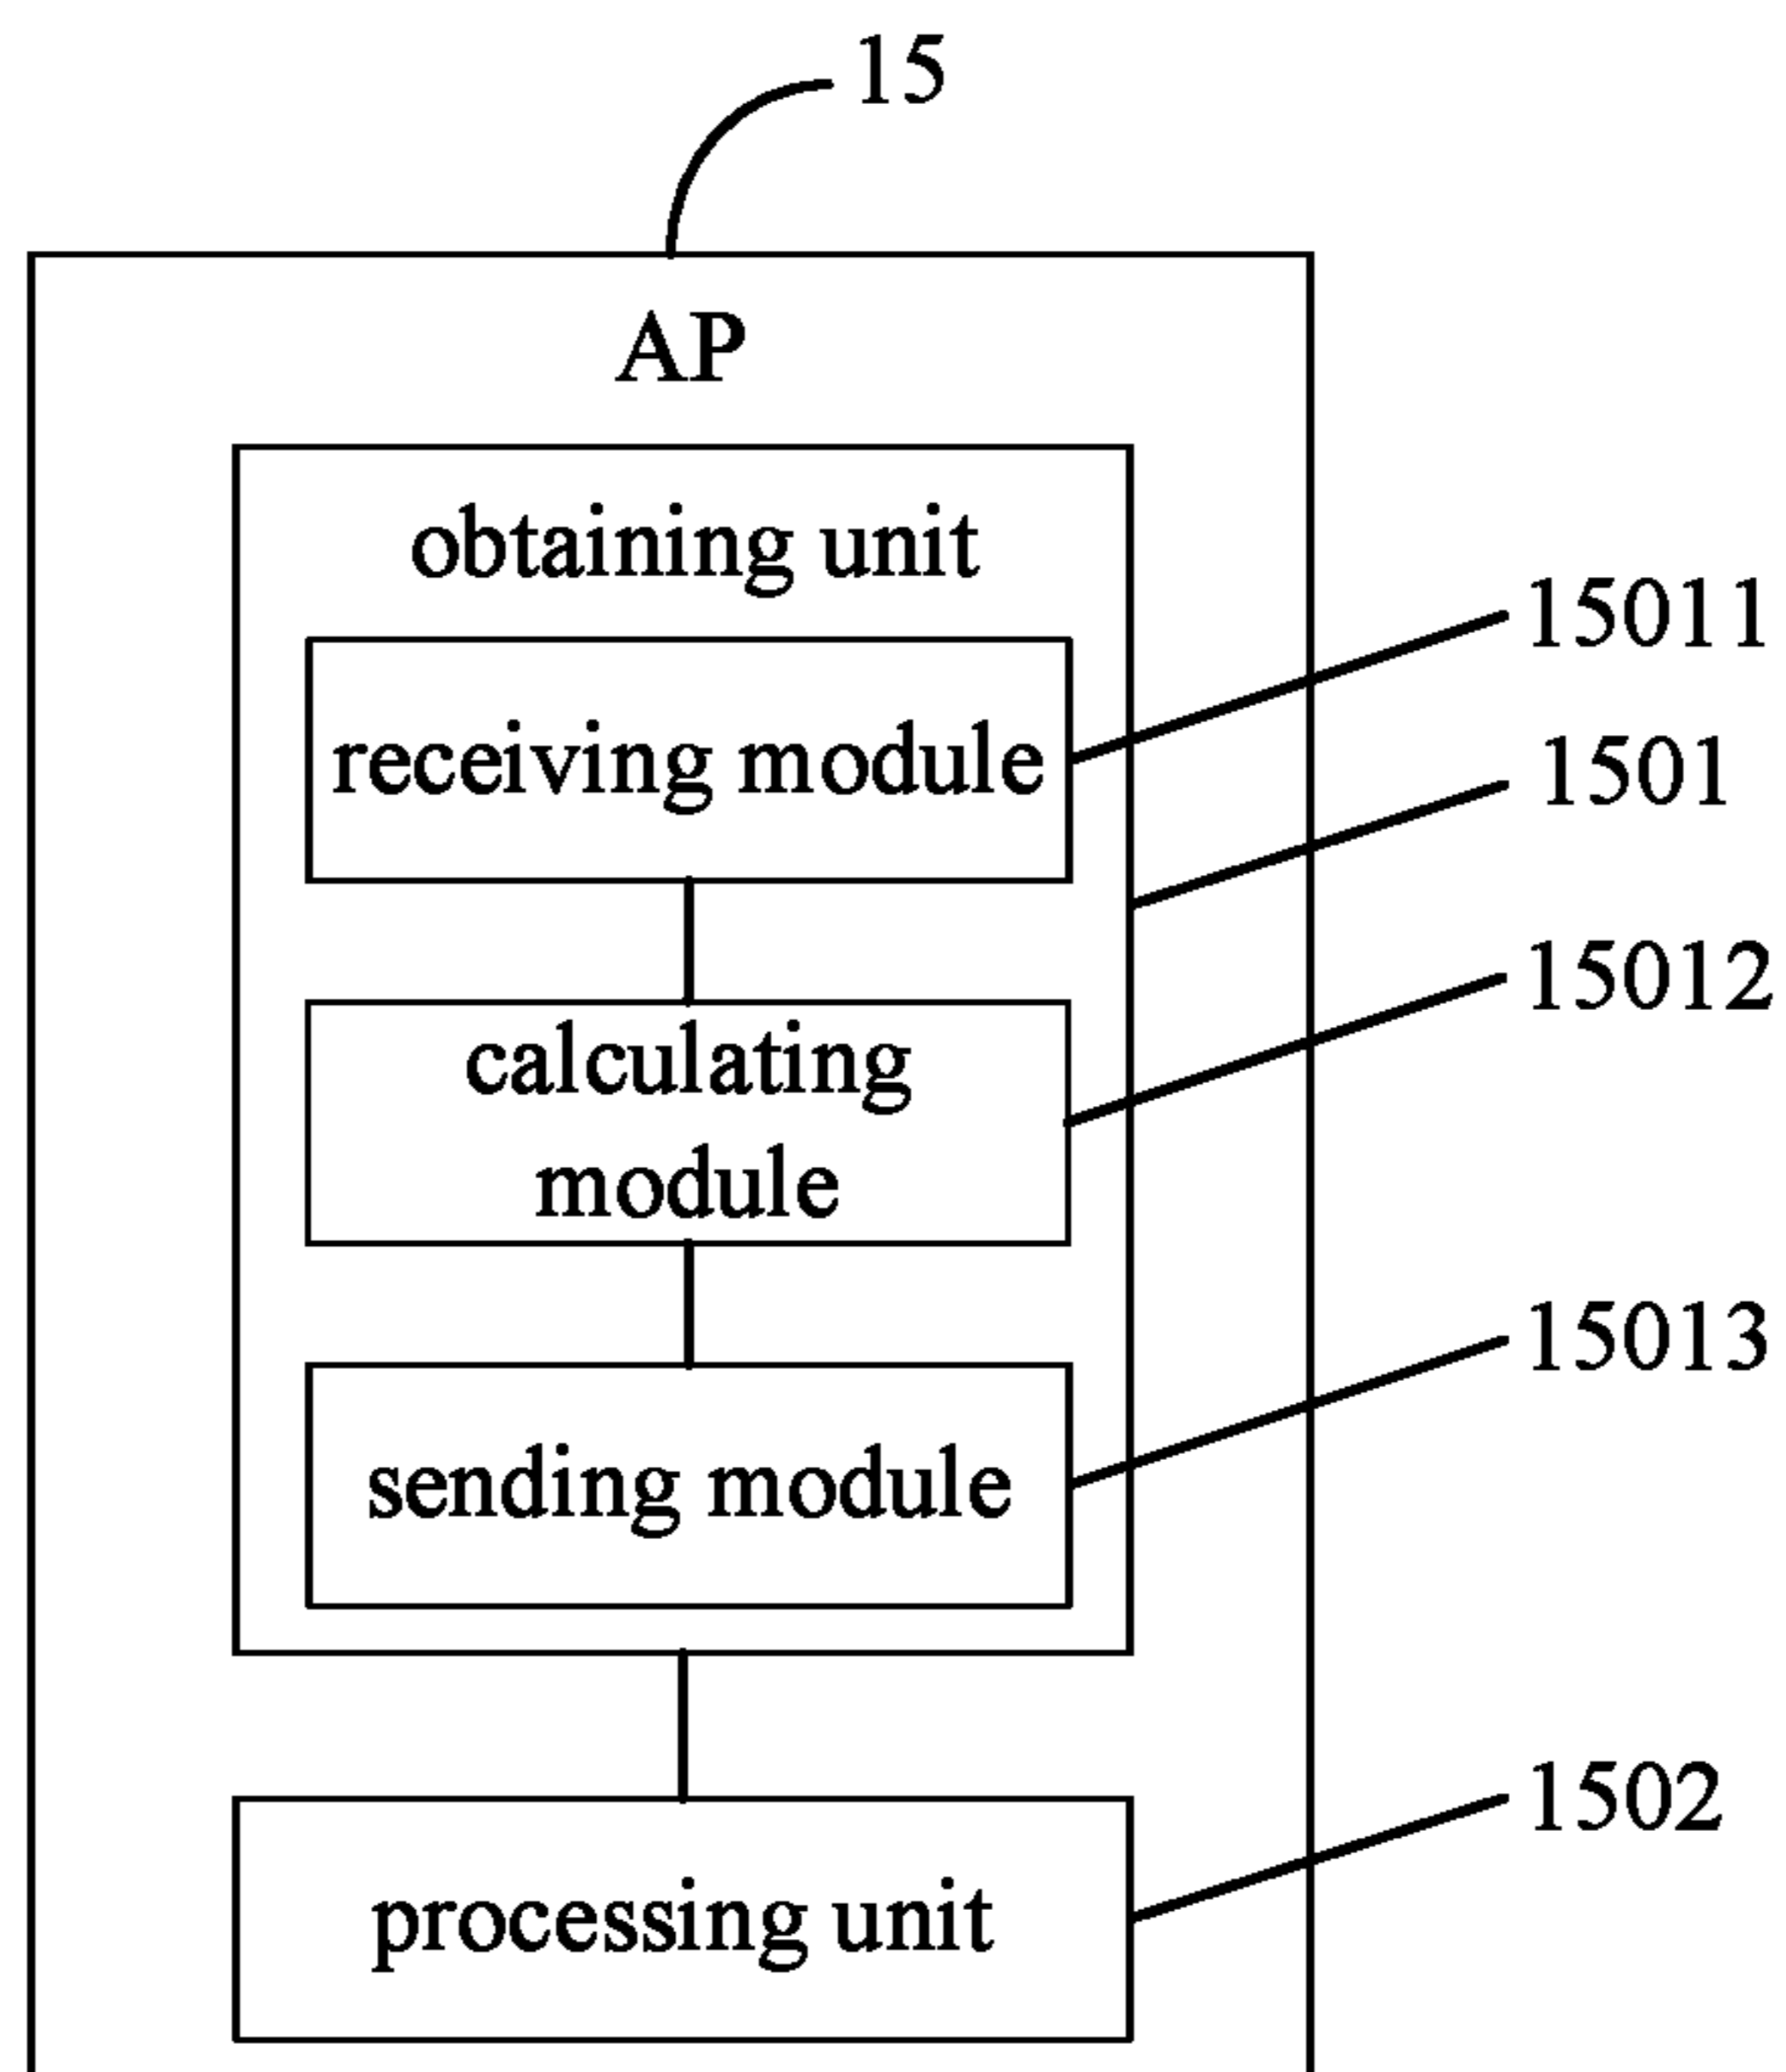 15
AP
obtaining unit
15011
receiving module
1501
15012
calculating
module
15013
sending module
1502
processing unit